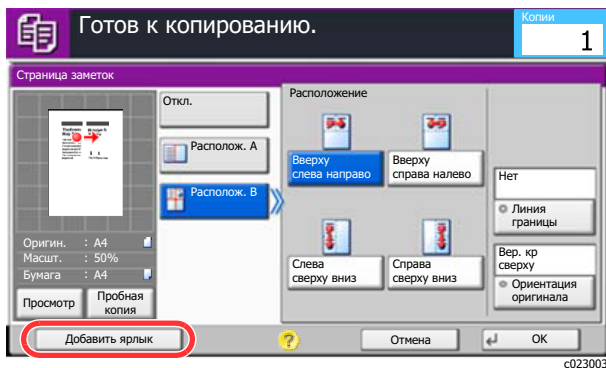 Готов к копированию.
Копии
1
Страница заметок
Откл.
Располож. A
Располож. B
Расположение
Вверху
слева направо
Вверху
справа налево
Слева
сверху вниз
Справа
сверху вниз
Нет
Линия
границы
Вер. кр
сверху
Ориентация
оригинала
Оригин. : A4
Масшт. : 50%
Бумага : A4
Просмотр
Пробная
копия
Добавить ярлык
?
Отмена
OK
c023003